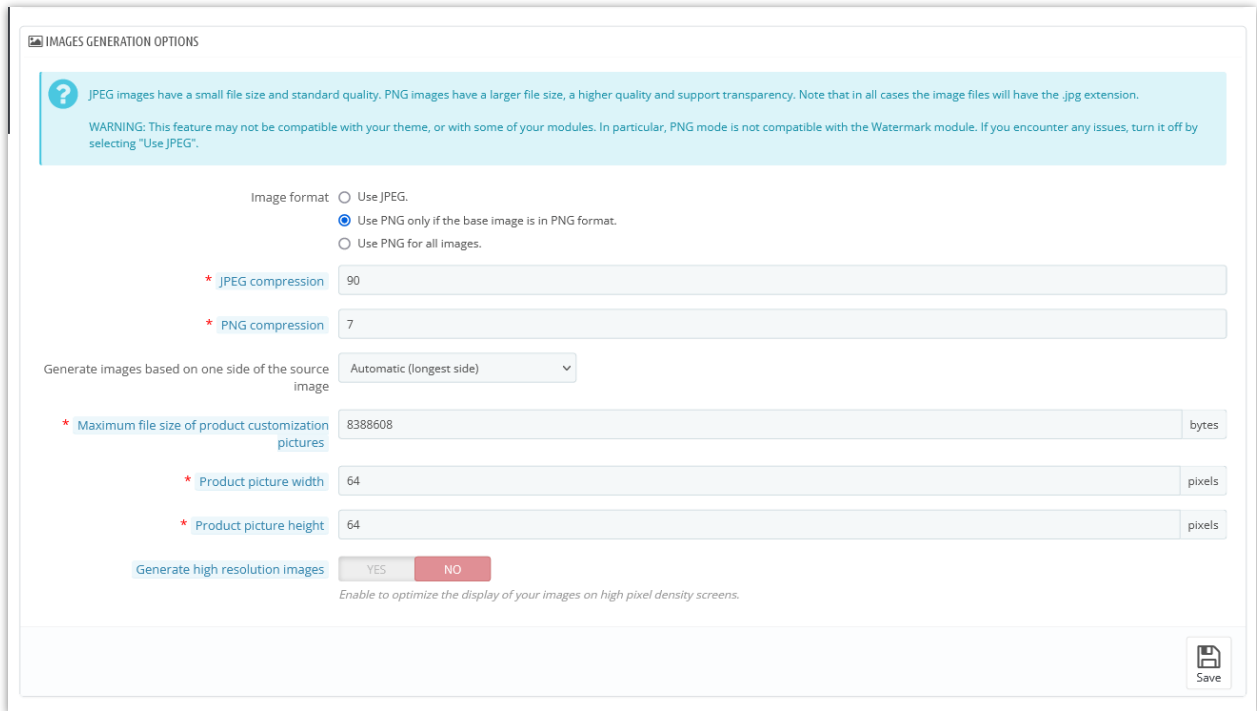 IMAGES GENERATION OPTIONS
JPEG images have a small file size and standard quality. PNG images have a larger file size, a higher quality and support transparency. Note that in all cases the image files will have the .jpg extension.
WARNING: This feature may not be compatible with your theme, or with some of your modules. In particular, PNG mode is not compatible with the Watermark module. If you encounter any issues, turn it off by
selecting "Use JPEG".
Image format
Use JPEG.
Use PNG only if the base image is in PNG format.
Use PNG for all images.
* JPEG compression 90
* PNG compression 7
Generate images based on one side of the source
image
Automatic (longest side)
* Maximum file size of product customization
pictures
8388608 bytes
* Product picture width 64 pixels
* Product picture height 64 pixels
Generate high resolution images YES NO
Enable to optimize the display of your images on high pixel density screens.
Save